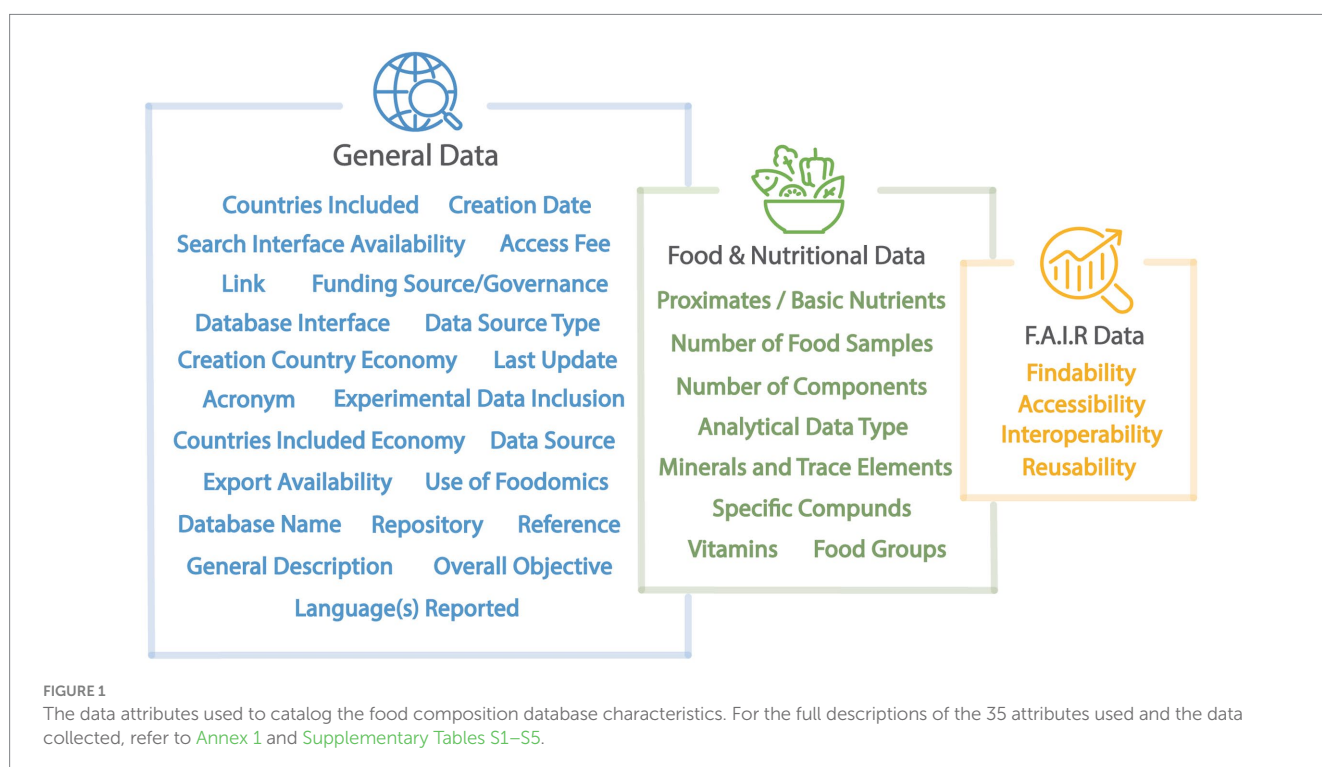 General Data
Countries Included Creation Date
Search Interface Availability Access Fee
Link Funding Source/Governance
Database Interface Data Source Type
Creation Country Economy Last Update
Acronym Experimental Data Inclusion
Countries Included Economy Data Source
Export Availability Use of Foodomics
Database Name Repository Reference
General Description Overall Objective
Language(s) Reported
Food & Nutritional Data
Proximates / Basic Nutrients
Number of Food Samples
Number of Components
Analytical Data Type
Minerals and Trace Elements
Specific Compunds
Vitamins Food Groups
F.A.I.R Data
Findability
Accessibility
Interoperability
Reusability
FIGURE 1
The data attributes used to catalog the food composition database characteristics. For the full descriptions of the 35 attributes used and the data
collected, refer to Annex 1 and Supplementary Tables S1–S5.